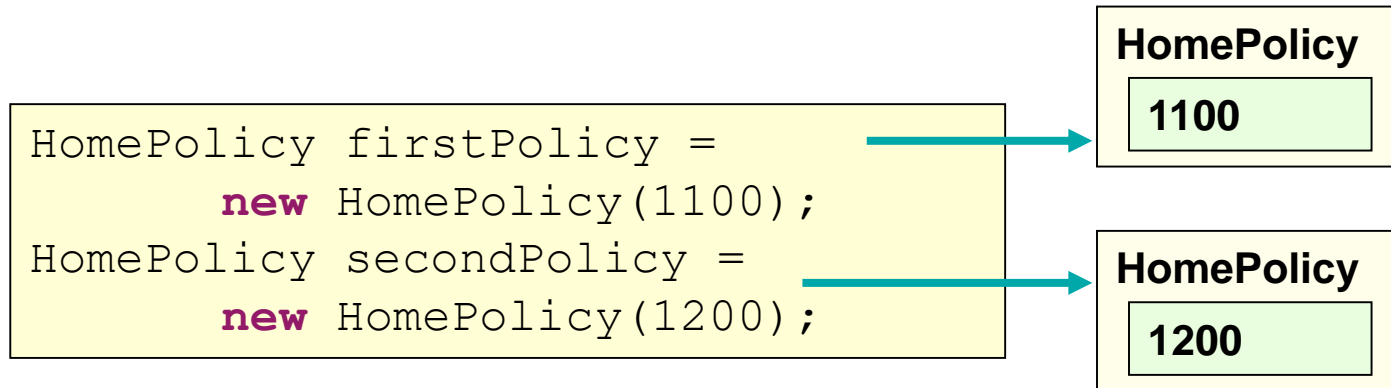 HomePolicy firstPolicy =
new HomePolicy(1100);
HomePolicy secondPolicy =
new HomePolicy(1200);
HomePolicy
1100
HomePolicy
1200